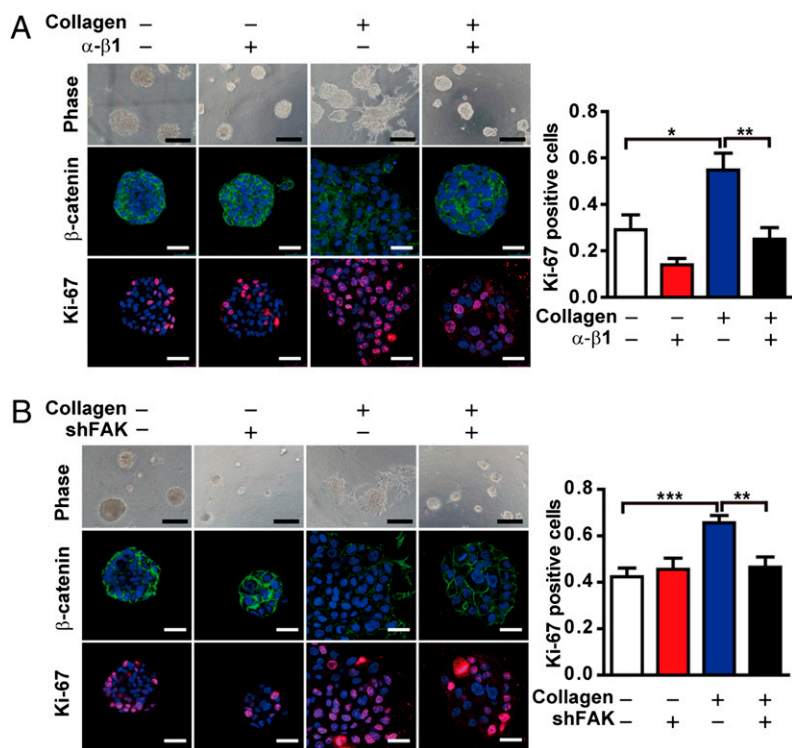 A
Collagen – – + +
α-β1 – + – +
Phase
β-catenin
Ki-67
Ki-67 positive cells
0.8
0.6
0.4
0.2
0.0
* **
Collagen – – + +
α-β1 – + – +
B
Collagen – – + +
shFAK – + – +
Phase
β-catenin
Ki-67
Ki-67 positive cells
0.8
0.6
0.4
0.2
0.0
*** **
Collagen – – + +
shFAK – + – +